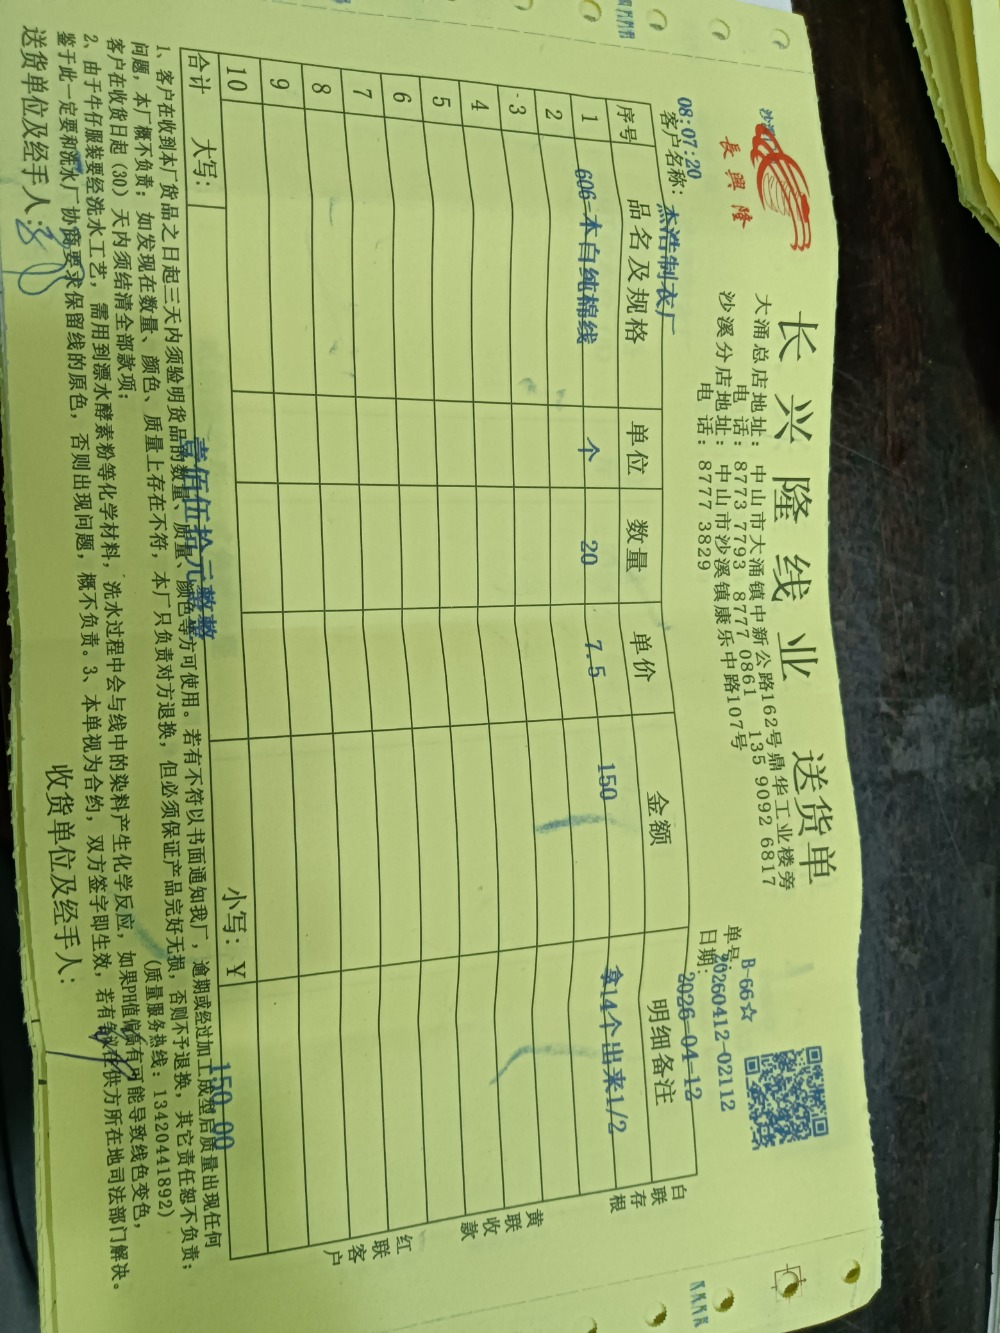 長興隆
长兴隆线业 送货单
大涌总店地址：中山市大涌镇中新公路162号鼎华工业楼旁
电 话：8773 7793 8777 0861 135 9092 6817
沙溪分店地址：中山市沙溪镇康乐中路107号
电 话：8777 3829
B-66☆
单号：20260412-02112
日期：2026-04-12
08:07:20
客户名称：杰浩制衣厂
序号 品名及规格 单位 数量 单价 金额 明细备注
1 606-本白纯棉线 个 20 7.5 150 拿14个出来1/2
2
3
4
5
6
7
8
9
10
合计 大写：壹佰伍拾元整整 小写：￥150.00
白联存根
黄联收款
红联客户
1、客户在收到本厂货品之日起三天内须验明货品的数量、质量、颜色等方可使用。若有不符以书面通知我厂，逾期或经过加工成型后质量出现任何
问题，本厂概不负责；如发现在数量、颜色、质量上存在不符，本厂只负责对方退换，但必须保证产品完好无损，否则不予退换，其它责任恕不负责；
客户在收货日起（30）天内须结清全部款项； （质量服务热线：13420441892）
2、由于牛仔服装要经洗水工艺，需用到漂水酵素粉等化学材料，洗水过程中会与线中的染料产生化学反应，如果PH值偏高有可能导致线色变色，
鉴于此一定要和洗水厂协商要求保留线的原色，否则出现问题，概不负责。3、本单视为合约，双方签字即生效，若有争议在供方所在地司法部门解决。
送货单位及经手人： 收货单位及经手人：